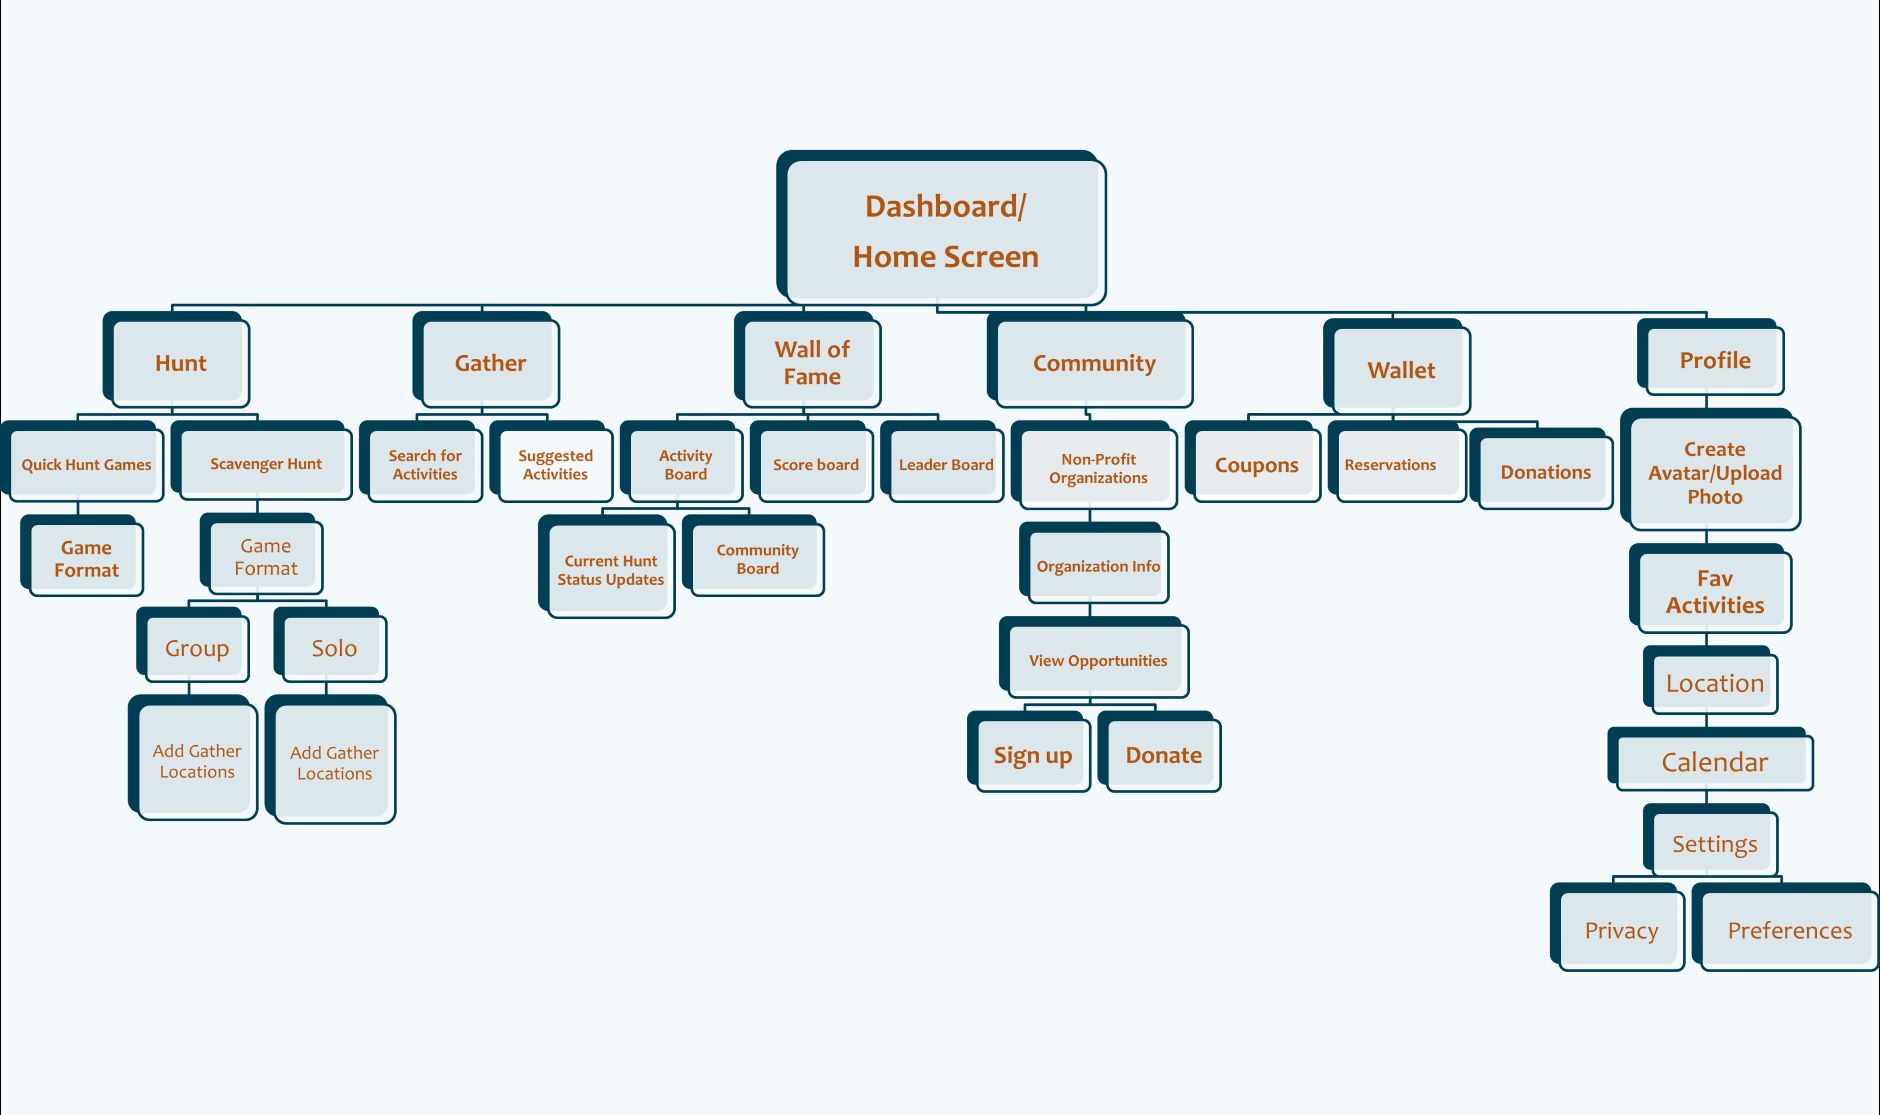 Dashboard/
Home Screen
Hunt
Gather
Wall of
Fame
Community
Wallet
Profile
Quick Hunt Games
Scavenger Hunt
Search for
Activities
Suggested
Activities
Activity
Board
Score board
Leader Board
Non-Profit
Organizations
Coupons
Reservations
Donations
Create
Avatar/Upload
Photo
Game
Format
Game
Format
Current Hunt
Status Updates
Community
Board
Organization Info
Fav
Activities
Group
Solo
View Opportunities
Location
Add Gather
Locations
Add Gather
Locations
Sign up
Donate
Calendar
Settings
Privacy
Preferences